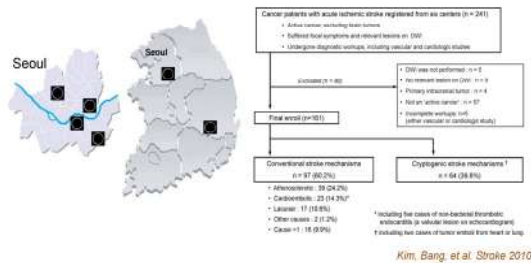 Seoul
Seoul
Cancer patients with acute ischemic stroke registered from six centers (n = 241)
• Active cancer, excluding brain tumors
• Suffered focal symptoms and relevant lesions on DWI
• Undergone diagnostic workups, including vascular and cardiologic studies
Excluded (n = 80)
• DWI was not performed : n = 5
• No relevant lesion on DWI : n =
• Primary intracranial tumor : n = 4
• Not an "active cancer" : n = 57
• Incomplete workups: n=5
(either vascular or cardiologic study)
Final enroll (n=161)
Conventional stroke mechanisms
n = 97 (60.2%)
Cryptogenic stroke mechanisms †
n = 64 (39.8%)
• Atherosclerotic : 39 (24.2%)
• Cardioembolic : 23 (14.3%)*
• Lacunar : 17 (10.6%)
• Other causes : 2 (1.2%)
• Cause >1 : 16 (9.9%)
* Including five cases of non-bacterial thrombotic
endocarditis (a valvular lesion on echocardiogram)
† Including two cases of tumor emboli from heart or lung
Kim, Bang, et al. Stroke 2010